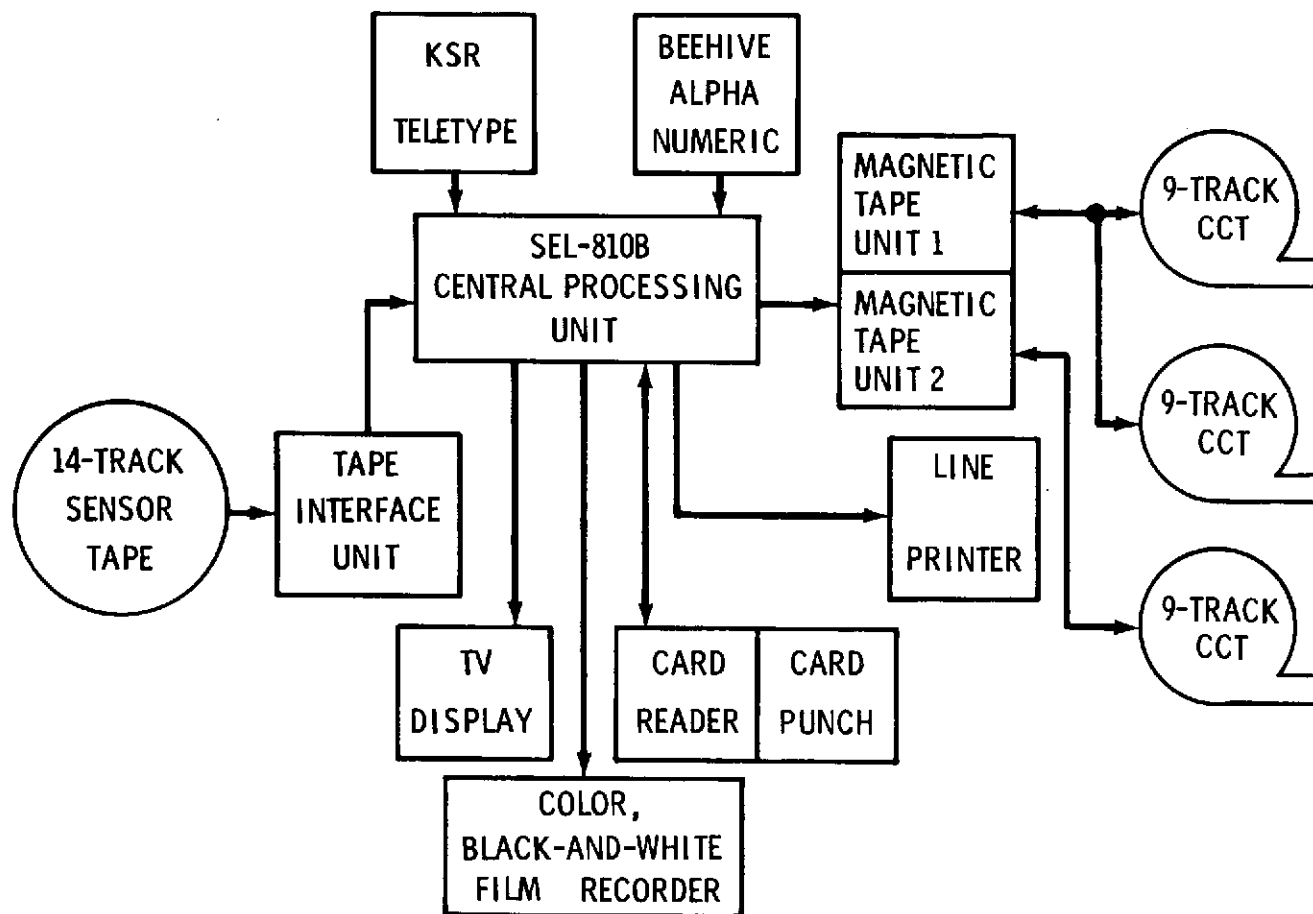 KSR
TELETYPE
BEEHIVE
ALPHA
NUMERIC
MAGNETIC
TAPE
UNIT 1
9-TRACK
CCT
SEL-810B
CENTRAL PROCESSING
UNIT
MAGNETIC
TAPE
UNIT 2
9-TRACK
CCT
14-TRACK
SENSOR
TAPE
TAPE
INTERFACE
UNIT
LINE
PRINTER
9-TRACK
CCT
TV
DISPLAY
CARD
READER
CARD
PUNCH
COLOR,
BLACK-AND-WHITE
FILM RECORDER